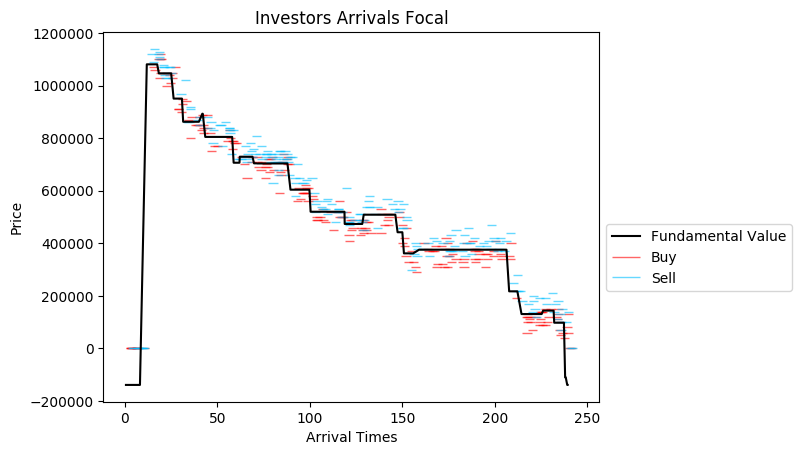 Investors Arrivals Focal
Price
1200000
1000000
800000
600000
400000
200000
0
−200000
0 50 100 150 200 250
Arrival Times
Fundamental Value
Buy
Sell